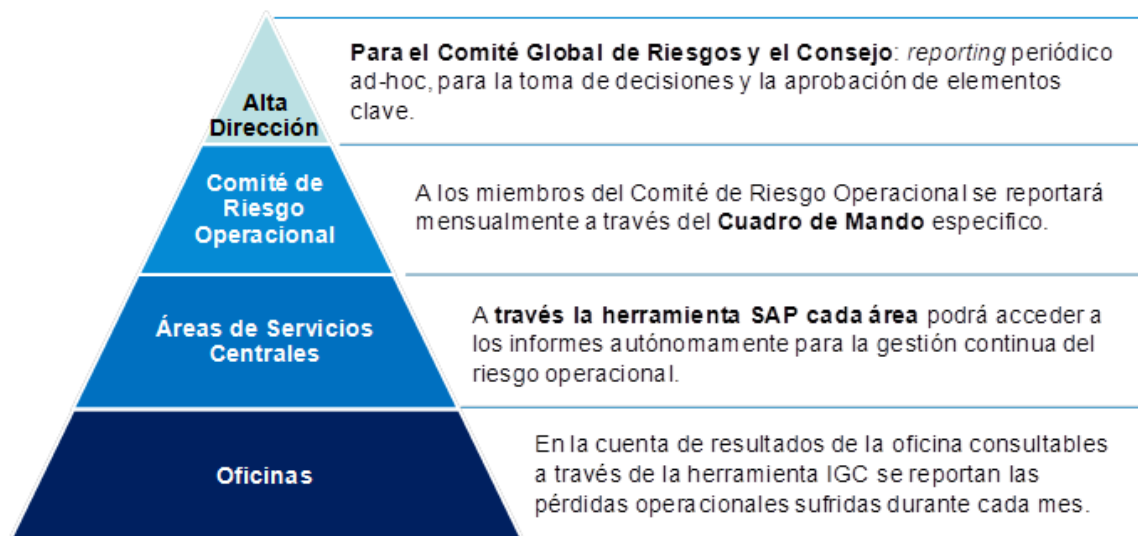 Alta
Dirección
Para el Comité Global de Riesgos y el Consejo: reporting periódico
ad-hoc, para la toma de decisiones y la aprobación de elementos
clave.
Comité de
Riesgo
Operacional
A los miembros del Comité de Riesgo Operacional se reportará
mensualmente a través del Cuadro de Mando especifico.
Áreas de Servicios
Centrales
A través la herramienta SAP cada área podrá acceder a
los informes autónomamente para la gestión continua del
riesgo operacional.
Oficinas
En la cuenta de resultados de la oficina consultables
a través de la herramienta IGC se reportan las
pérdidas operacionales sufridas durante cada mes.